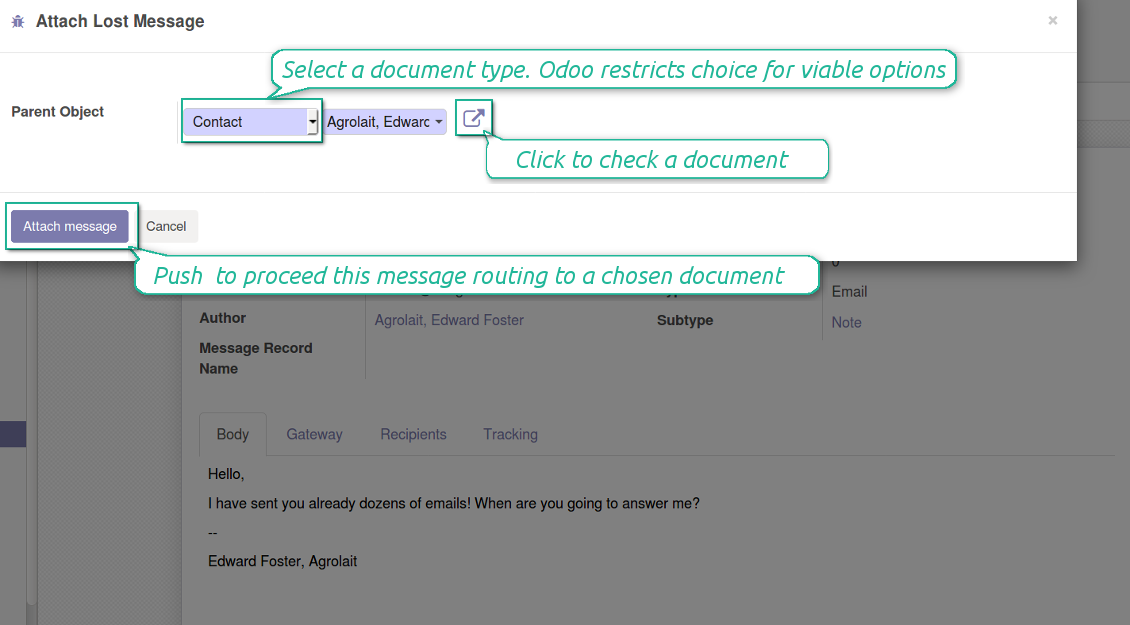 Attach Lost Message
×
Select a document type. Odoo restricts choice for viable options
Parent Object
Contact
Agrolait, Edwarc
Click to check a document
Attach message
Cancel
Push to proceed this message routing to a chosen document
Email
Author
Agrolait, Edward Foster
Subtype
Note
Message Record
Name
Body
Gateway
Recipients
Tracking
Hello,
I have sent you already dozens of emails! When are you going to answer me?
--
Edward Foster, Agrolait